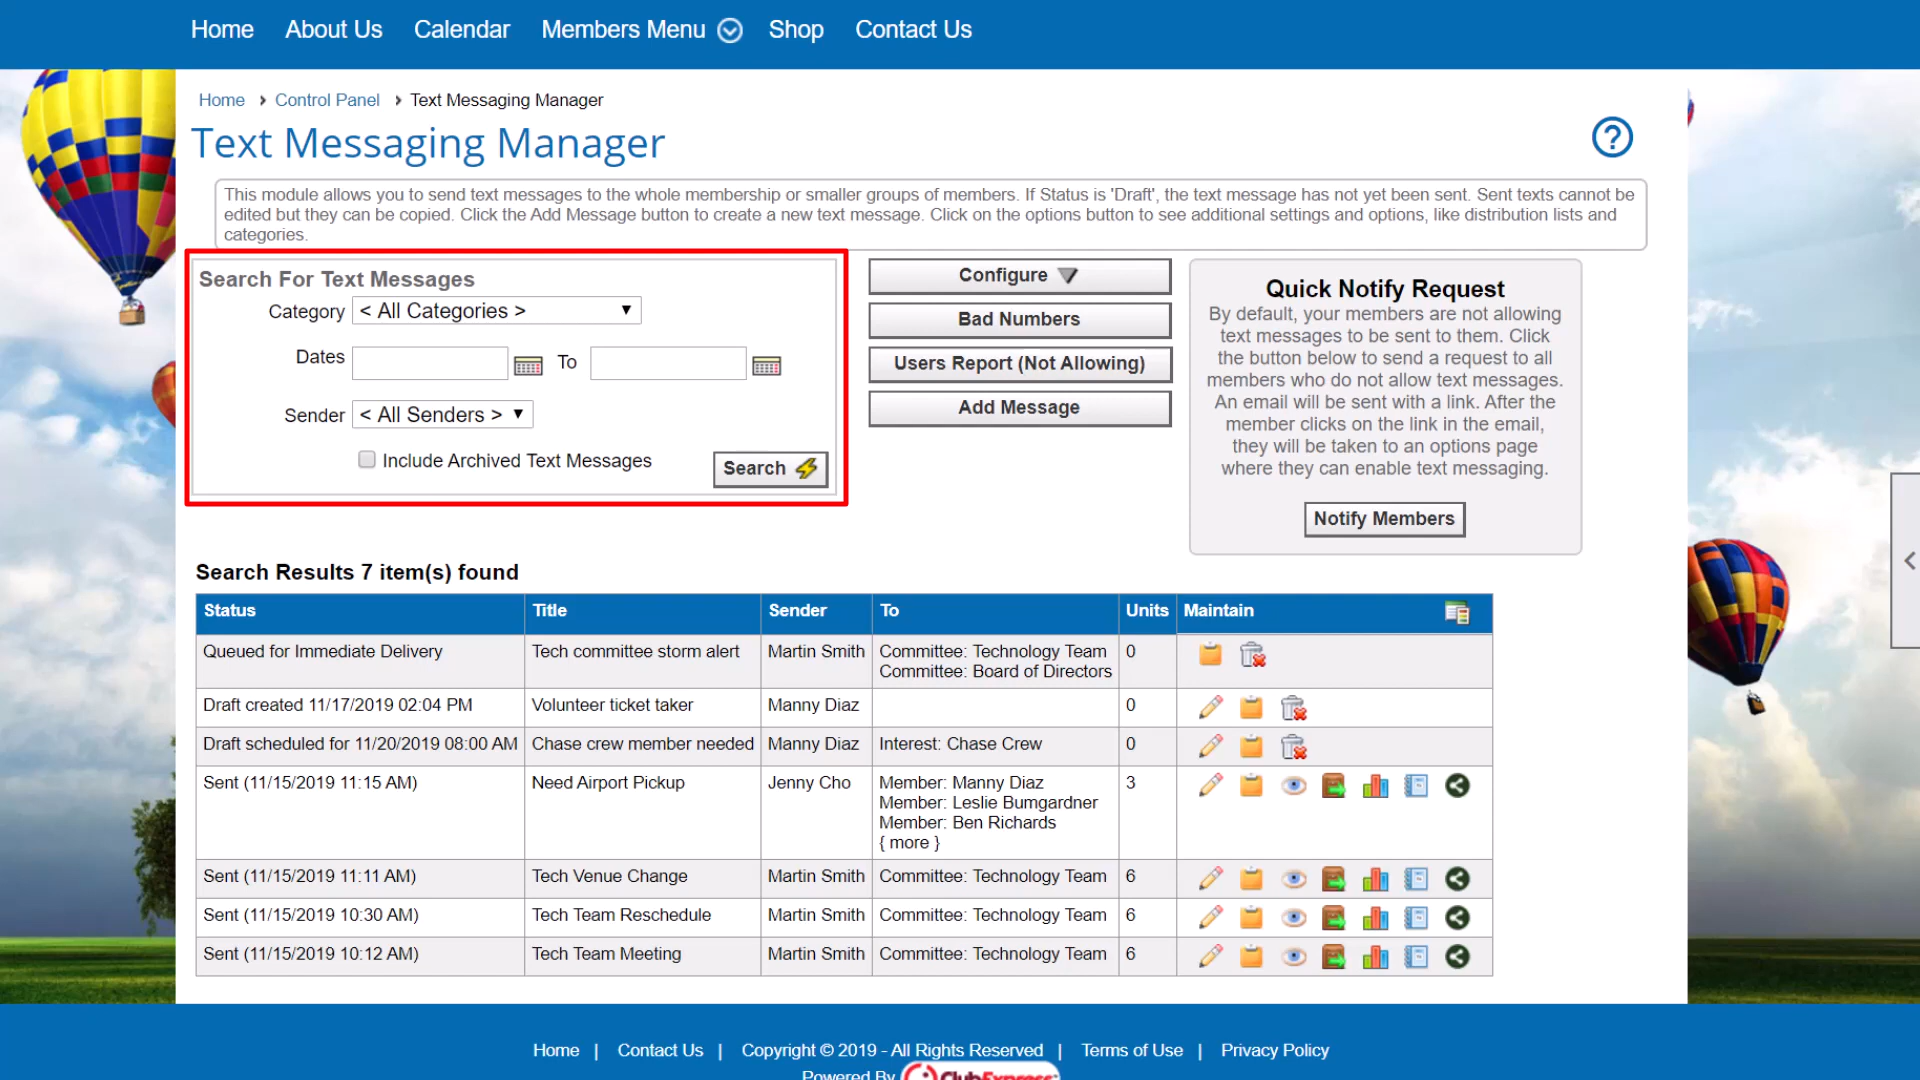 Home About Us Calendar Members Menu Shop Contact Us
Home › Control Panel › Text Messaging Manager
Text Messaging Manager
?
This module allows you to send text messages to the whole membership or smaller groups of members. If Status is 'Draft', the text message has not yet been sent. Sent texts cannot be
edited but they can be copied. Click the Add Message button to create a new text message. Click on the options button to see additional settings and options, like distribution lists and
categories.
Search For Text Messages
Category < All Categories >
Dates To
Sender < All Senders >
Include Archived Text Messages
Search
Configure
Bad Numbers
Users Report (Not Allowing)
Add Message
Quick Notify Request
By default, your members are not allowing
text messages to be sent to them. Click
the button below to send a request to all
members who do not allow text messages.
An email will be sent with a link. After the
member clicks on the link in the email,
they will be taken to an options page
where they can enable text messaging.
Notify Members
Search Results 7 item(s) found
Status Title Sender To Units Maintain
Queued for Immediate Delivery Tech committee storm alert Martin Smith Committee: Technology Team 0
Committee: Board of Directors
Draft created 11/17/2019 02:04 PM Volunteer ticket taker Manny Diaz 0
Draft scheduled for 11/20/2019 08:00 AM Chase crew member needed Manny Diaz Interest: Chase Crew 0
Sent (11/15/2019 11:15 AM) Need Airport Pickup Jenny Cho Member: Manny Diaz 3
Member: Leslie Bumgardner
Member: Ben Richards
{ more }
Sent (11/15/2019 11:11 AM) Tech Venue Change Martin Smith Committee: Technology Team 6
Sent (11/15/2019 10:30 AM) Tech Team Reschedule Martin Smith Committee: Technology Team 6
Sent (11/15/2019 10:12 AM) Tech Team Meeting Martin Smith Committee: Technology Team 6
Home | Contact Us | Copyright © 2019 - All Rights Reserved | Terms of Use | Privacy Policy
Powered By ClubExpress